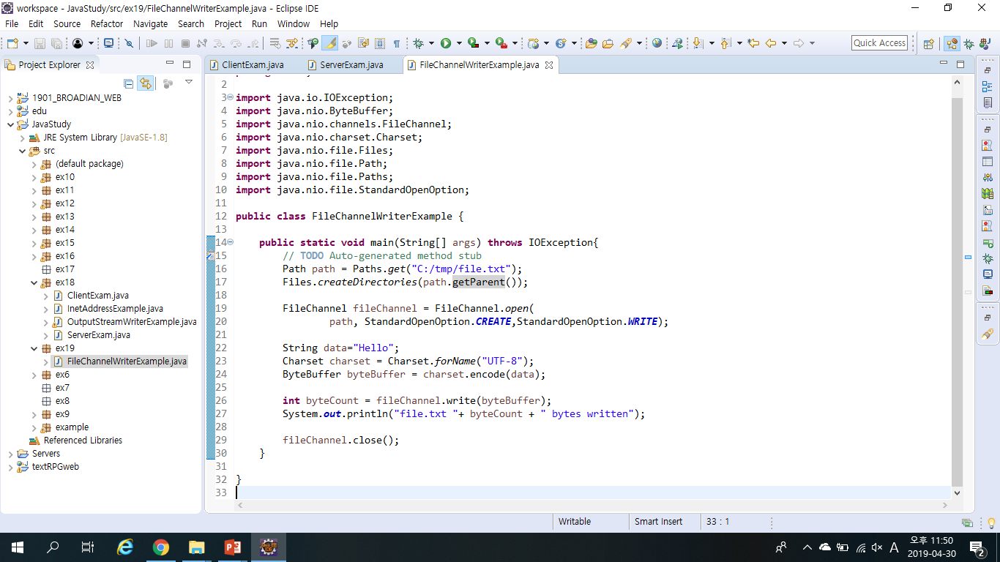 workspace - JavaStudy/src/ex19/FileChannelWriterExample.java - Eclipse IDE
File Edit Source Refactor Navigate Search Project Run Window Help
Quick Access
Project Explorer
1901_BROADIAN_WEB
edu
JavaStudy
JRE System Library [JavaSE-1.8]
src
(default package)
ex10
ex11
ex12
ex13
ex14
ex15
ex16
ex17
ex18
ClientExam.java
InetAddressExample.java
OutputStreamWriterExample.java
ServerExam.java
ex19
FileChannelWriterExample.java
ex6
ex7
ex8
ex9
example
Referenced Libraries
Servers
textRPGweb
ClientExam.java ServerExam.java FileChannelWriterExample.java
2
3 import java.io.IOException;
4 import java.nio.ByteBuffer;
5 import java.nio.channels.FileChannel;
6 import java.nio.charset.Charset;
7 import java.nio.file.Files;
8 import java.nio.file.Path;
9 import java.nio.file.Paths;
10 import java.nio.file.StandardOpenOption;
11
12 public class FileChannelWriterExample {
13
14 public static void main(String[] args) throws IOException{
15 // TODO Auto-generated method stub
16 Path path = Paths.get("C:/tmp/file.txt");
17 Files.createDirectories(path.getParent());
18
19 FileChannel fileChannel = FileChannel.open(
20 path, StandardOpenOption.CREATE,StandardOpenOption.WRITE);
21
22 String data="Hello";
23 Charset charset = Charset.forName("UTF-8");
24 ByteBuffer byteBuffer = charset.encode(data);
25
26 int byteCount = fileChannel.write(byteBuffer);
27 System.out.println("file.txt "+ byteCount + " bytes written");
28
29 fileChannel.close();
30 }
31
32 }
33
Writable Smart Insert 33 : 1
A
오후 11:50
2019-04-30
2